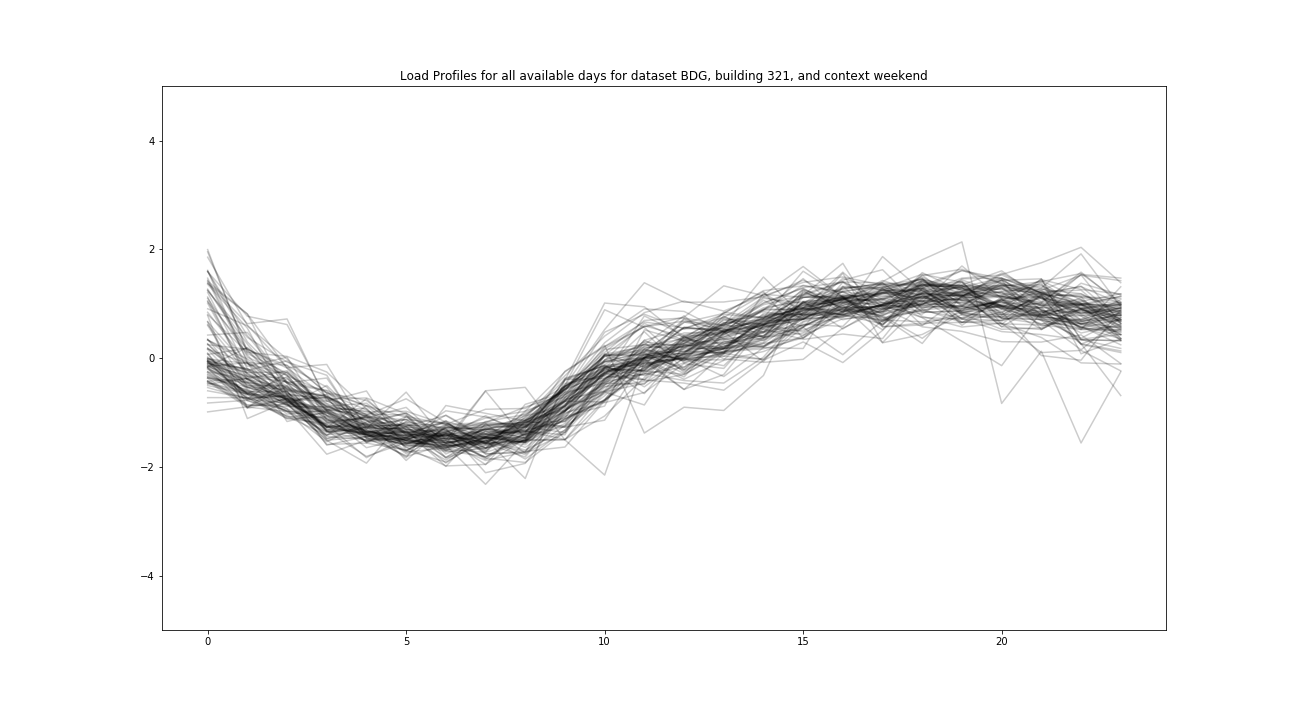 Load Profiles for all available days for dataset BDG, building 321, and context weekend
4
2
0
−2
−4
0 5 10 15 20